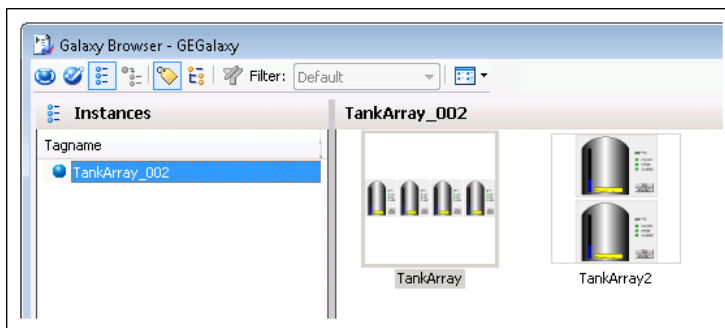 Galaxy Browser - GEGalaxy
Filter: Default
Instances
TankArray_002
Tagname
TankArray_002
TankArray
TankArray2